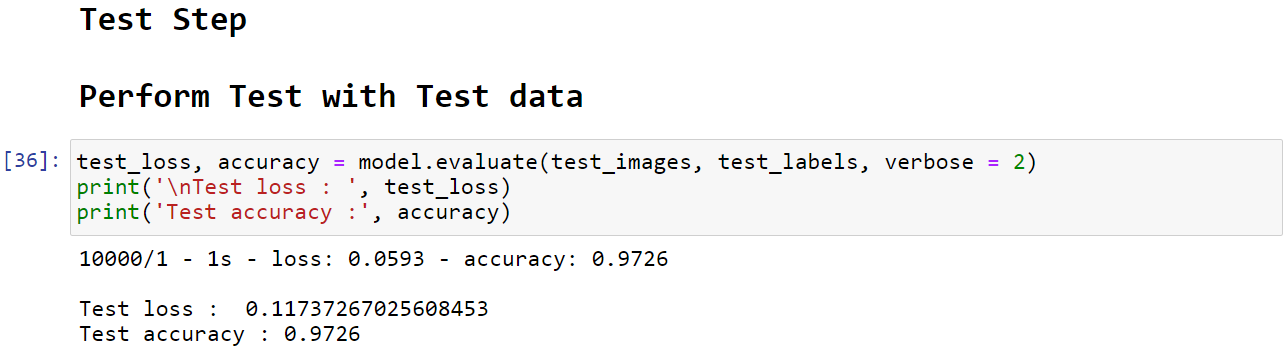 Test Step
Perform Test with Test data
[36]: test_loss, accuracy = model.evaluate(test_images, test_labels, verbose = 2)
print('\nTest loss : ', test_loss)
print('Test accuracy :', accuracy)
10000/1 - 1s - loss: 0.0593 - accuracy: 0.9726
Test loss :  0.11737267025608453
Test accuracy : 0.9726